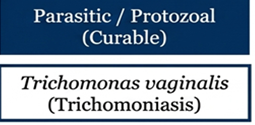 Parasitic / Protozoal
(Curable)
Trichomonas vaginalis
(Trichomoniasis)